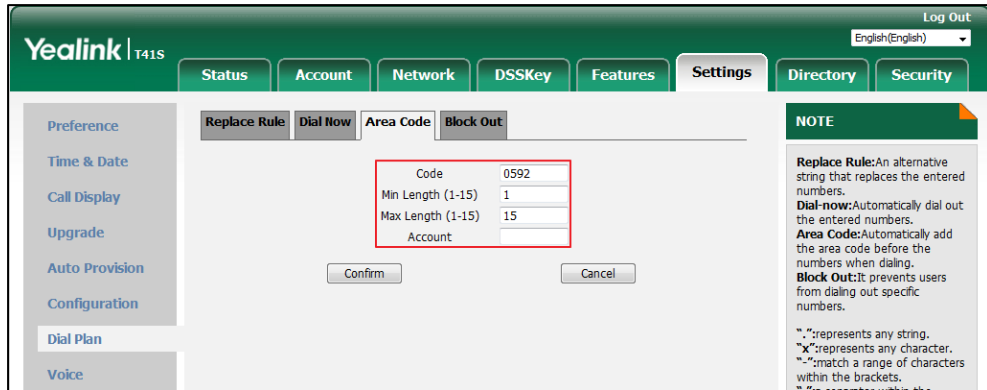 Log Out
Yealink T41S
English(English)
Status Account Network DSSKey Features Settings Directory Security
Preference
Time & Date
Call Display
Upgrade
Auto Provision
Configuration
Dial Plan
Voice
Replace Rule Dial Now Area Code Block Out
Code 0592
Min Length (1-15) 1
Max Length (1-15) 15
Account
Confirm Cancel
NOTE
Replace Rule:An alternative
string that replaces the entered
numbers.
Dial-now:Automatically dial out
the entered numbers.
Area Code:Automatically add
the area code before the
numbers when dialing.
Block Out:It prevents users
from dialing out specific
numbers.
".":represents any string.
"x":represents any character.
"-":match a range of characters
within the brackets.